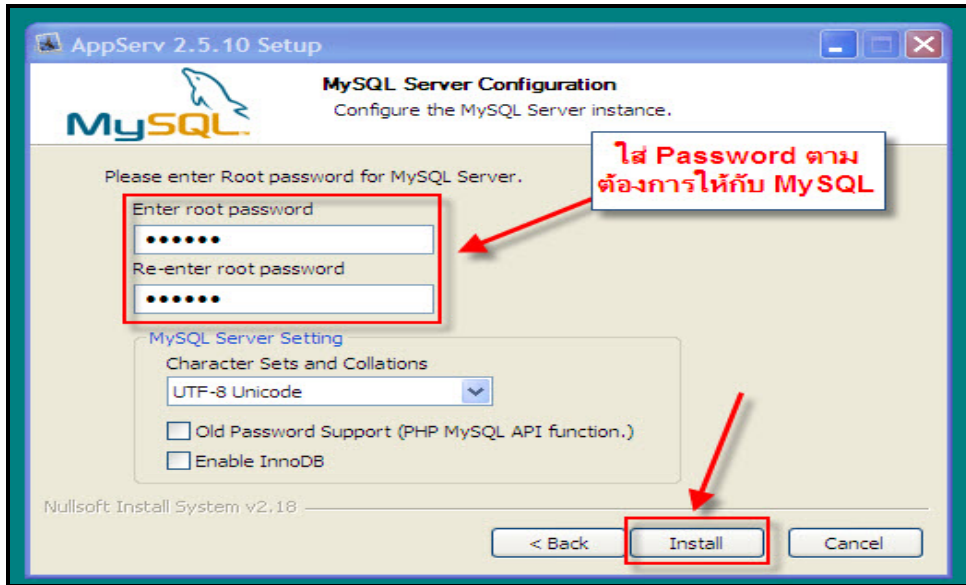 AppServ 2.5.10 Setup
MySQL
MySQL Server Configuration
Configure the MySQL Server instance.
ใส่ Password ตาม
ต้องการให้กับ MySQL
Please enter Root password for MySQL Server.
Enter root password
••••••
Re-enter root password
••••••
MySQL Server Setting
Character Sets and Collations
UTF-8 Unicode
Old Password Support (PHP MySQL API function.)
Enable InnoDB
Nullsoft Install System v2.18
< Back
Install
Cancel